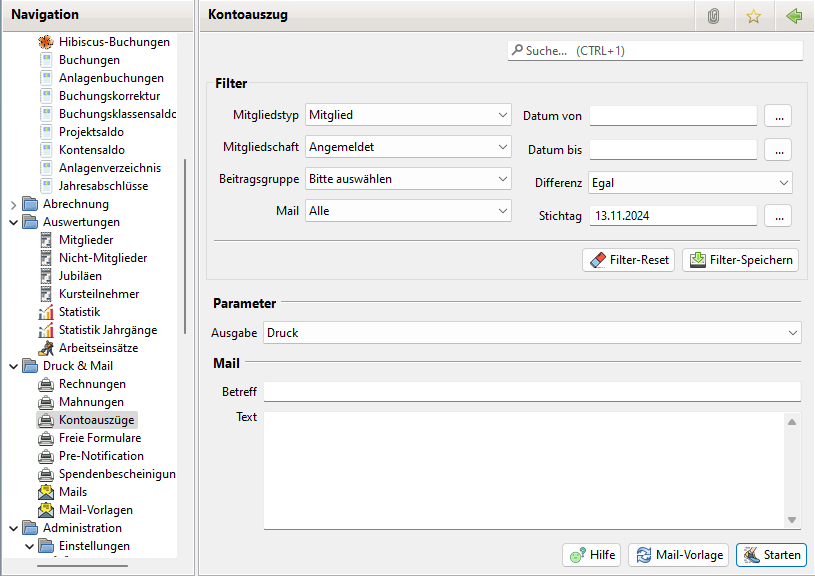 Navigation
Hibiscus-Buchungen
Buchungen
Anlagenbuchungen
Buchungskorrektur
Buchungsklassensaldo
Projektsaldo
Kontensaldo
Anlagenverzeichnis
Jahresabschlüsse
Abrechnung
Auswertungen
Mitglieder
Nicht-Mitglieder
Jubiläen
Kursteilnehmer
Statistik
Statistik Jahrgänge
Arbeitseinsätze
Druck & Mail
Rechnungen
Mahnungen
Kontoauszüge
Freie Formulare
Pre-Notification
Spendenbescheinigun
Mails
Mail-Vorlagen
Administration
Einstellungen
Kontoauszug
Suche... (CTRL+1)
Filter
Mitgliedstyp Mitglied Datum von ...
Mitgliedschaft Angemeldet Datum bis ...
Beitragsgruppe Bitte auswählen Differenz Egal
Mail Alle Stichtag 13.11.2024 ...
Filter-Reset Filter-Speichern
Parameter
Ausgabe Druck
Mail
Betreff
Text
Hilfe Mail-Vorlage Starten